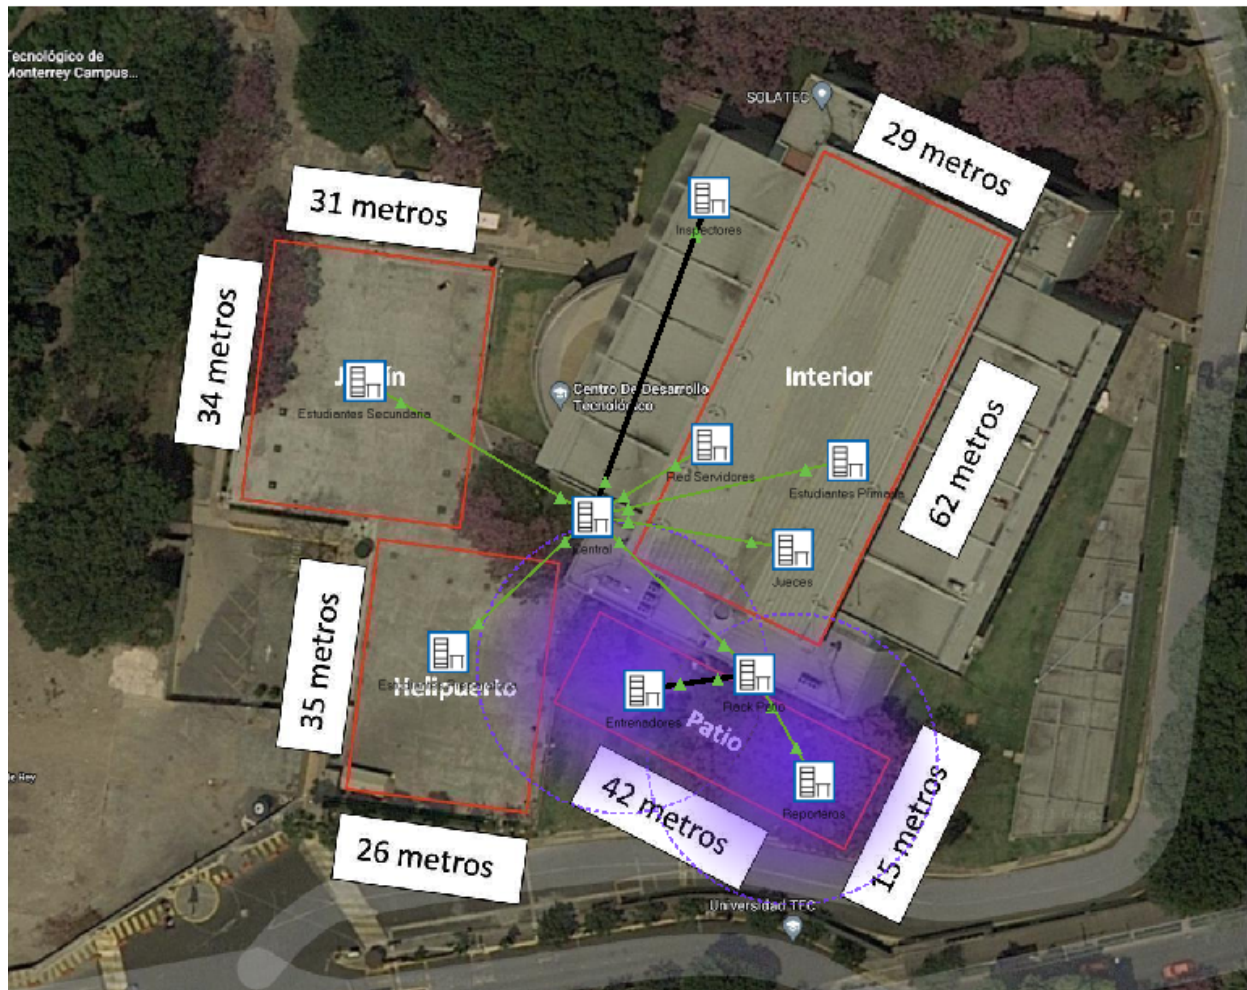 Tecnológico de
Monterrey Campus...
SOLATEC
29 metros
31 metros
Inspectores
34 metros
Interior
Centro De Desarrollo
Tecnológico
Estudiantes Secundaria
Red Servidores
Estudiantes Primaria
62 metros
Central
Jueces
35 metros
Helipuerto
Entrenadores
Rack Patio
Patio
42 metros
Reporteros
15 metros
26 metros
Universidad TEC